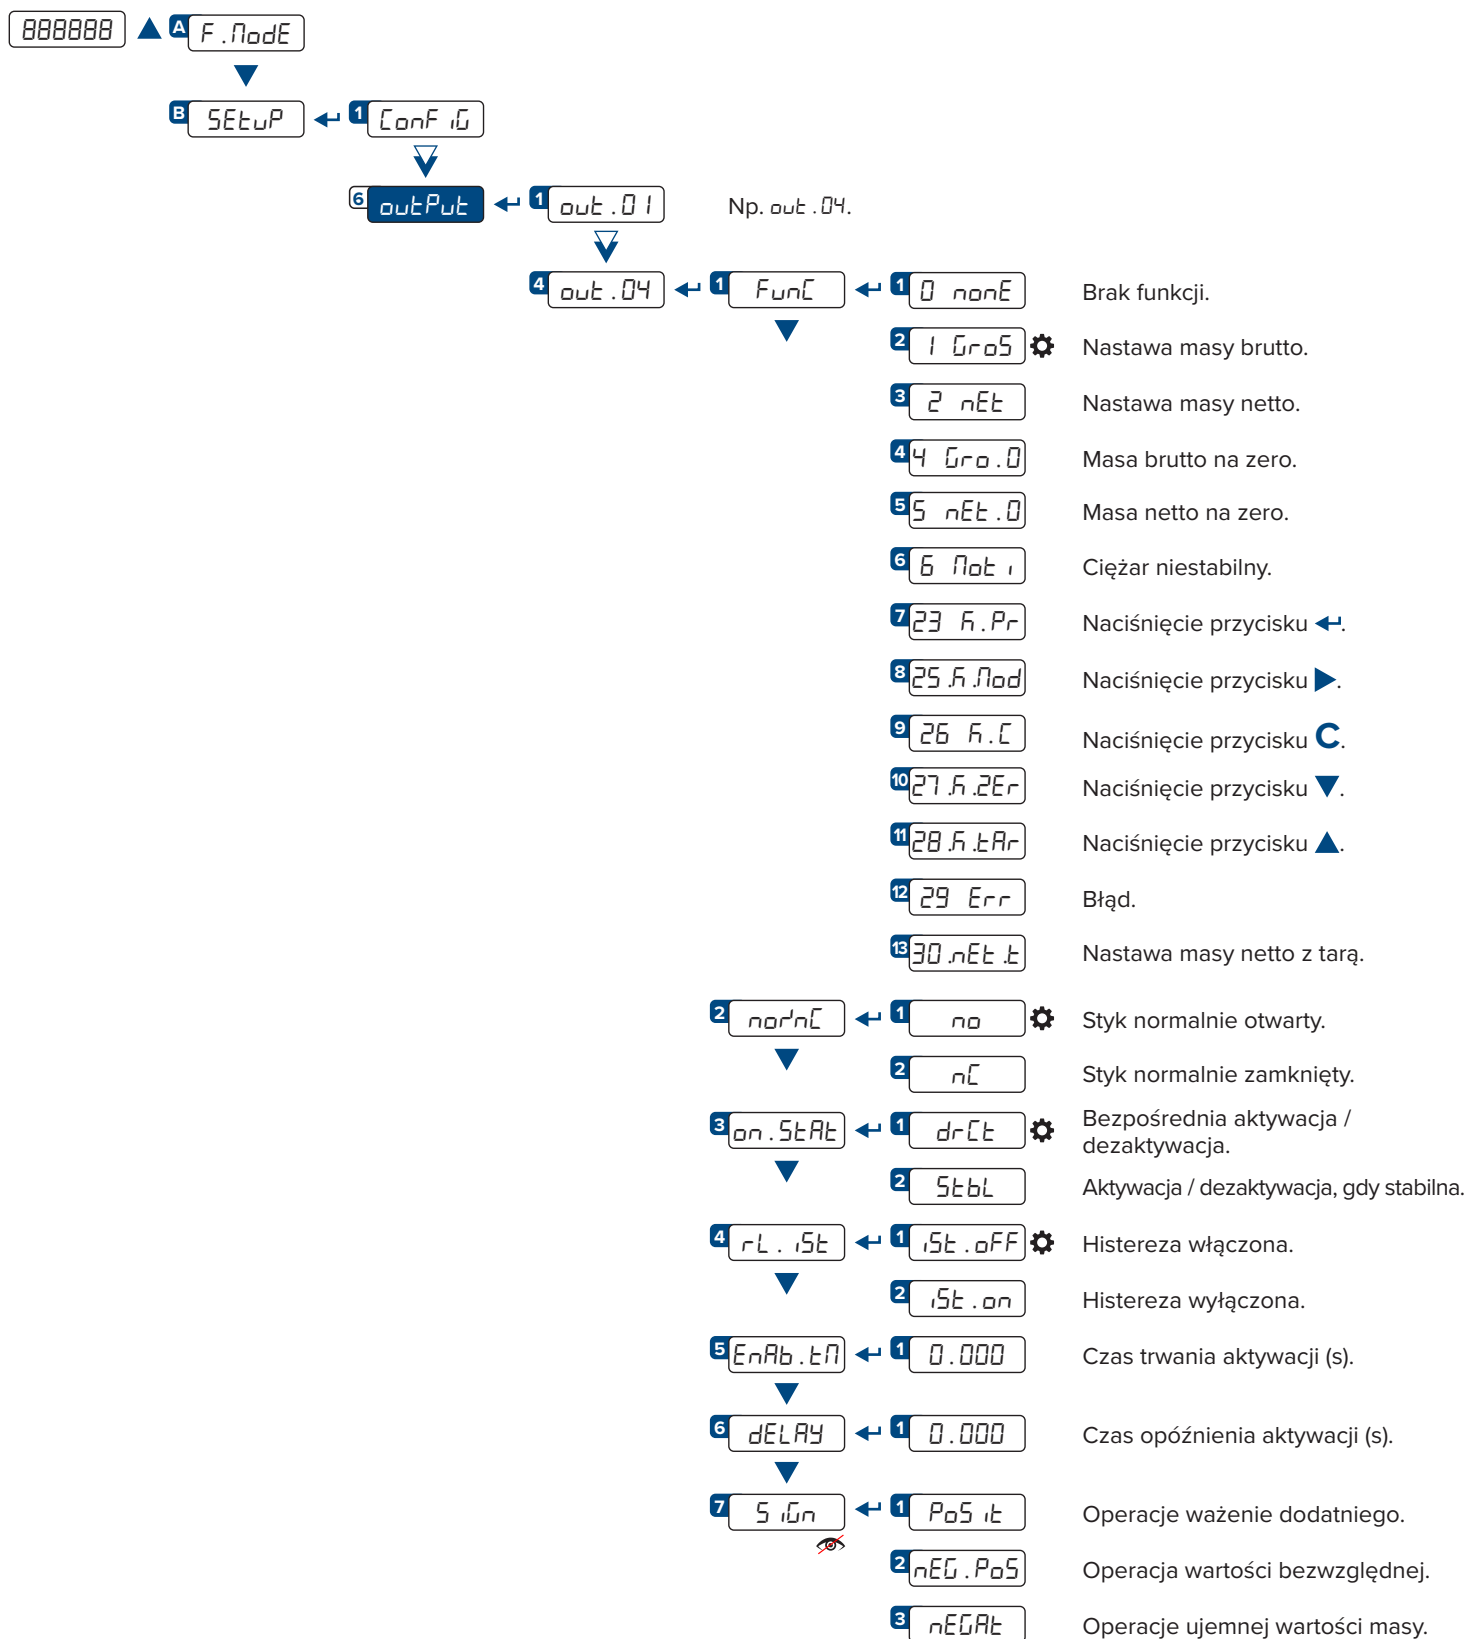 888888 A F.ModE
B SEtuP 1 ConFiG
6 outPut 1 out.01 Np. out.04.
4 out.04 1 FunC 1 0 nonE Brak funkcji.
2 1 GroS Nastawa masy brutto.
3 2 nEt Nastawa masy netto.
4 4 Gro.0 Masa brutto na zero.
5 5 nEt.0 Masa netto na zero.
6 6 Moti Ciężar niestabilny.
7 23 K.Pr Naciśnięcie przycisku .
8 25.K.Mod Naciśnięcie przycisku .
9 26 K.C Naciśnięcie przycisku C.
10 27.K.ZEr Naciśnięcie przycisku .
11 28.K.tAr Naciśnięcie przycisku .
12 29 Err Błąd.
13 30.nEt.t Nastawa masy netto z tarą.
2 no/nC 1 no Styk normalnie otwarty.
2 nC Styk normalnie zamknięty.
3 on.StAt 1 drCt Bezpośrednia aktywacja /
dezaktywacja.
2 StbL Aktywacja / dezaktywacja, gdy stabilna.
4 rL.iSt 1 iSt.oFF Histereza włączona.
2 iSt.on Histereza wyłączona.
5 EnAb.tM 1 0.000 Czas trwania aktywacji (s).
6 dELAY 1 0.000 Czas opóźnienia aktywacji (s).
7 SiGn 1 PoSit Operacje ważenie dodatniego.
2 nEG.PoS Operacja wartości bezwzględnej.
3 nEGAt Operacje ujemnej wartości masy.